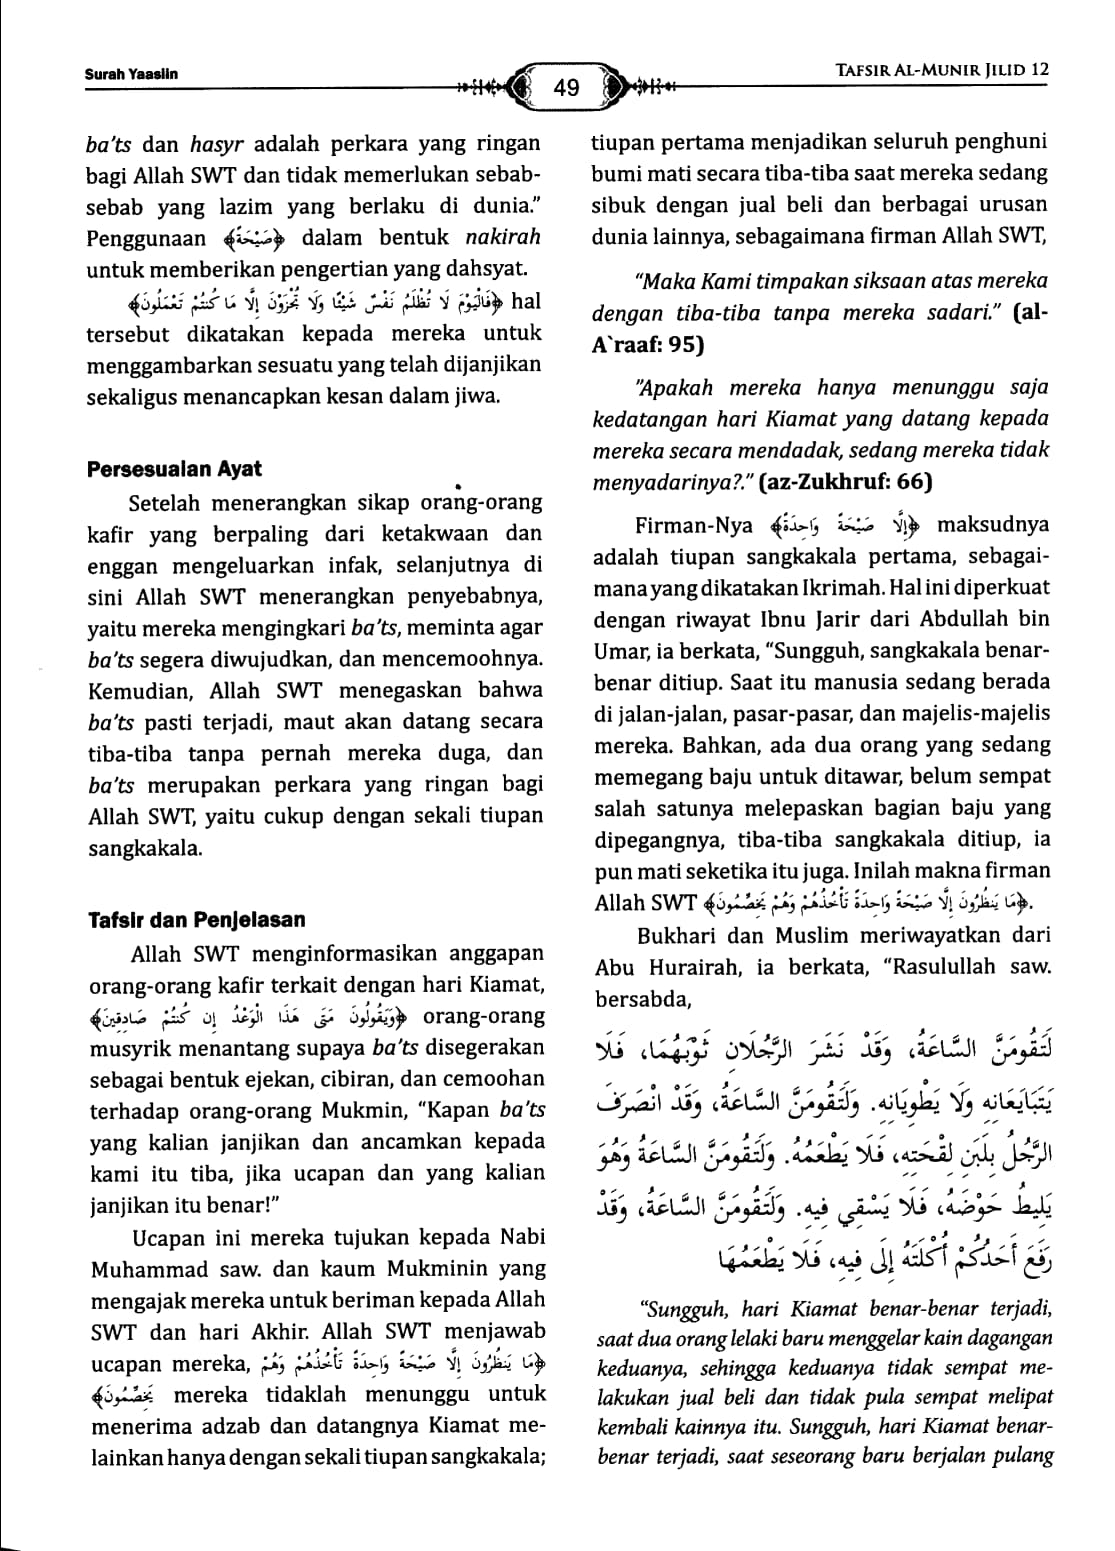 Surah Yaasiin
49
TAFSIR AL-MUNIR JILID 12
ba'ts dan hasyr adalah perkara yang ringan
bagi Allah SWT dan tidak memerlukan sebab-
sebab yang lazim yang berlaku di dunia.”
Penggunaan ﴿صَيْحَةً﴾ dalam bentuk nakirah
untuk memberikan pengertian yang dahsyat.
﴿فَالْيَوْمَ لَا تُظْلَمُ نَفْسٌ شَيْئًا وَلَا تُجْزَوْنَ إِلَّا مَا كُنتُمْ تَعْمَلُونَ﴾ hal
tersebut dikatakan kepada mereka untuk
menggambarkan sesuatu yang telah dijanjikan
sekaligus menancapkan kesan dalam jiwa.
Persesuaian Ayat
Setelah menerangkan sikap orang-orang
kafir yang berpaling dari ketakwaan dan
enggan mengeluarkan infak, selanjutnya di
sini Allah SWT menerangkan penyebabnya,
yaitu mereka mengingkari ba'ts, meminta agar
ba'ts segera diwujudkan, dan mencemoohnya.
Kemudian, Allah SWT menegaskan bahwa
ba'ts pasti terjadi, maut akan datang secara
tiba-tiba tanpa pernah mereka duga, dan
ba'ts merupakan perkara yang ringan bagi
Allah SWT, yaitu cukup dengan sekali tiupan
sangkakala.
Tafsir dan Penjelasan
Allah SWT menginformasikan anggapan
orang-orang kafir terkait dengan hari Kiamat,
﴿وَيَقُولُونَ مَتَى هَذَا الْوَعْدُ إِن كُنتُمْ صَادِقِينَ﴾ orang-orang
musyrik menantang supaya ba'ts disegerakan
sebagai bentuk ejekan, cibiran, dan cemoohan
terhadap orang-orang Mukmin, “Kapan ba'ts
yang kalian janjikan dan ancamkan kepada
kami itu tiba, jika ucapan dan yang kalian
janjikan itu benar!”
Ucapan ini mereka tujukan kepada Nabi
Muhammad saw. dan kaum Mukminin yang
mengajak mereka untuk beriman kepada Allah
SWT dan hari Akhir. Allah SWT menjawab
ucapan mereka, ﴿مَا يَنظُرُونَ إِلَّا صَيْحَةً وَاحِدَةً تَأْخُذُهُمْ وَهُمْ
يَخِصِّمُونَ﴾ mereka tidaklah menunggu untuk
menerima adzab dan datangnya Kiamat me-
lainkan hanya dengan sekali tiupan sangkakala;
tiupan pertama menjadikan seluruh penghuni
bumi mati secara tiba-tiba saat mereka sedang
sibuk dengan jual beli dan berbagai urusan
dunia lainnya, sebagaimana firman Allah SWT,
“Maka Kami timpakan siksaan atas mereka
dengan tiba-tiba tanpa mereka sadari.” (al-
A`raaf: 95)
"Apakah mereka hanya menunggu saja
kedatangan hari Kiamat yang datang kepada
mereka secara mendadak, sedang mereka tidak
menyadarinya?." (az-Zukhruf: 66)
Firman-Nya ﴿إِلَّا صَيْحَةً وَاحِدَةً﴾ maksudnya
adalah tiupan sangkakala pertama, sebagai-
mana yang dikatakan Ikrimah. Hal ini diperkuat
dengan riwayat Ibnu Jarir dari Abdullah bin
Umar, ia berkata, “Sungguh, sangkakala benar-
benar ditiup. Saat itu manusia sedang berada
di jalan-jalan, pasar-pasar, dan majelis-majelis
mereka. Bahkan, ada dua orang yang sedang
memegang baju untuk ditawar, belum sempat
salah satunya melepaskan bagian baju yang
dipegangnya, tiba-tiba sangkakala ditiup, ia
pun mati seketika itu juga. Inilah makna firman
Allah SWT ﴿مَا يَنظُرُونَ إِلَّا صَيْحَةً وَاحِدَةً تَأْخُذُهُمْ وَهُمْ يَخِصِّمُونَ﴾.
Bukhari dan Muslim meriwayatkan dari
Abu Hurairah, ia berkata, “Rasulullah saw.
bersabda,
لَتَقُومَنَّ السَّاعَةُ، وَقَدْ نَشَرَ الرَّجُلَانِ ثَوْبَهُمَا، فَلَا
يَتَبَايَعَانِهِ وَلَا يَطْوِيَانِهِ. وَلَتَقُومَنَّ السَّاعَةُ، وَقَدْ انْصَرَفَ
الرَّجُلُ بِلَبَنِ لِقْحَتِهِ، فَلَا يَطْعَمُهُ. وَلَتَقُومَنَّ السَّاعَةُ وَهُوَ
يَلِيطُ حَوْضَهُ، فَلَا يَسْقِي فِيهِ. وَلَتَقُومَنَّ السَّاعَةُ، وَقَدْ
رَفَعَ أَحَدُكُمْ أُكْلَتَهُ إِلَى فِيهِ، فَلَا يَطْعَمُهَا
“Sungguh, hari Kiamat benar-benar terjadi,
saat dua orang lelaki baru menggelar kain dagangan
keduanya, sehingga keduanya tidak sempat me-
lakukan jual beli dan tidak pula sempat melipat
kembali kainnya itu. Sungguh, hari Kiamat benar-
benar terjadi, saat seseorang baru berjalan pulang